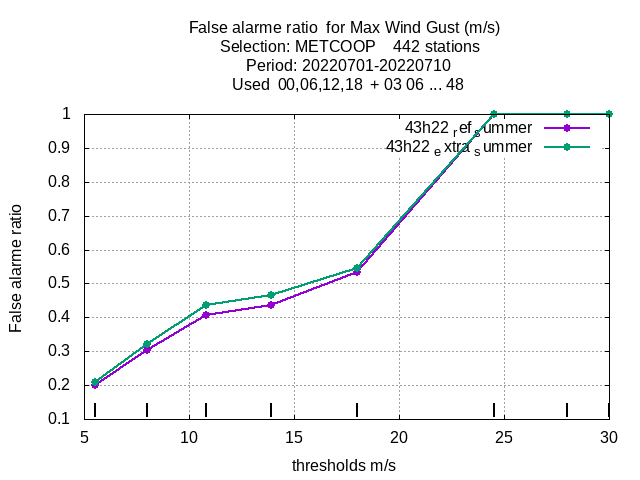 False alarme ratio  for Max Wind Gust (m/s)
Selection: METCOOP    442 stations
Period: 20220701-20220710
Used  00,06,12,18  + 03 06 ... 48
1
43h22 ref summer
43h22 extra summer
0.9
0.8
0.7
0.6
0.5
0.4
0.3
0.2
0.1
False alarme ratio
5 10 15 20 25 30
thresholds m/s